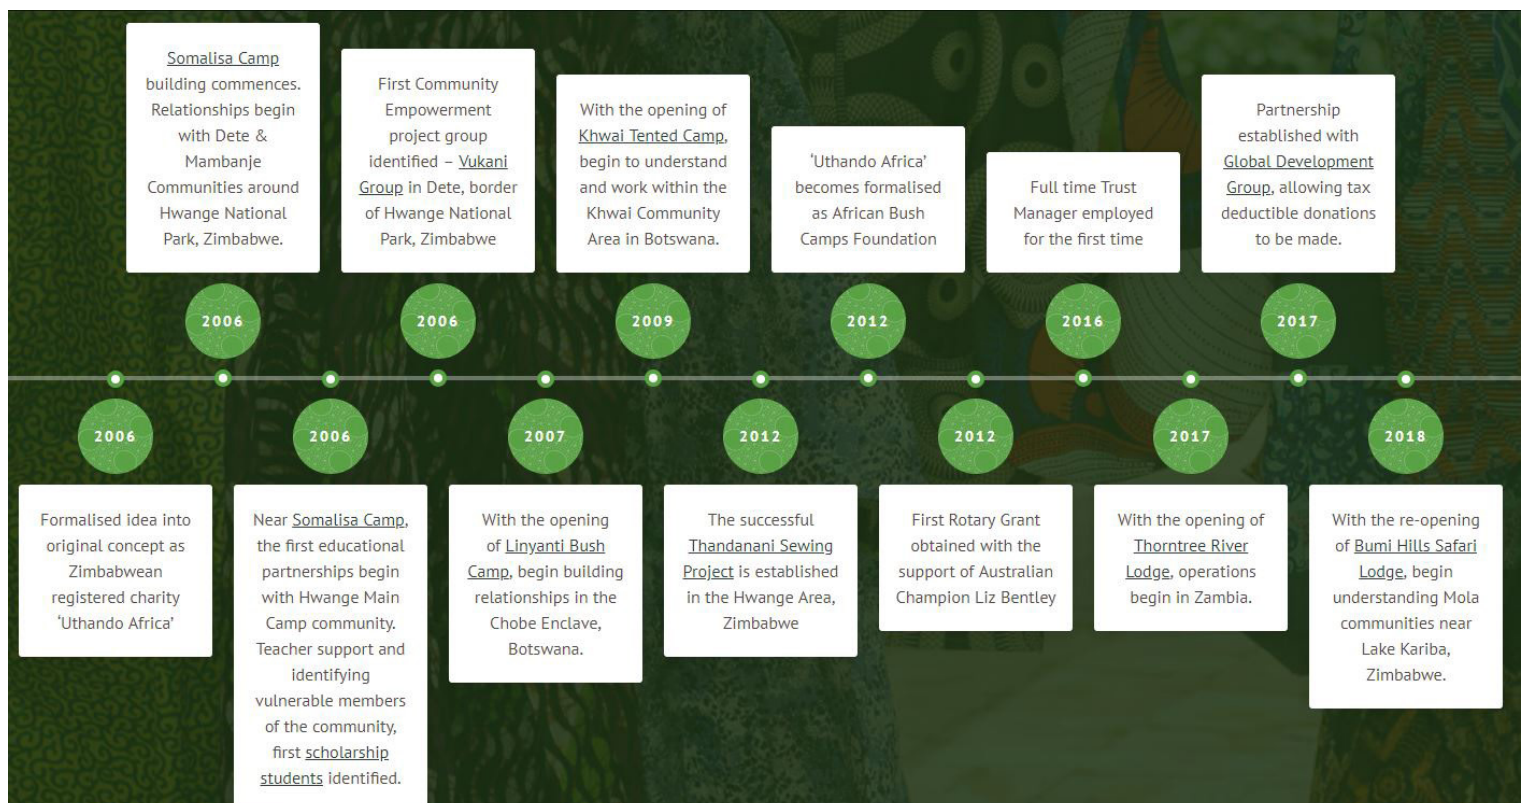 Somalisa Camp
building commences.
Relationships begin
with Dete &
Mambanje
Communities around
Hwange National
Park, Zimbabwe.
First Community
Empowerment
project group
identified – Vukani
Group in Dete, border
of Hwange National
Park, Zimbabwe
With the opening of
Khwai Tented Camp,
begin to understand
and work within the
Khwai Community
Area in Botswana.
‘Uthando Africa’
becomes formalised
as African Bush
Camps Foundation
Full time Trust
Manager employed
for the first time
Partnership
established with
Global Development
Group, allowing tax
deductible donations
to be made.
2006
2006
2009
2012
2016
2017
2006
2006
2007
2012
2012
2017
2018
Formalised idea into
original concept as
Zimbabwean
registered charity
‘Uthando Africa’
Near Somalisa Camp,
the first educational
partnerships begin
with Hwange Main
Camp community.
Teacher support and
identifying
vulnerable members
of the community,
first scholarship
students identified.
With the opening
of Linyanti Bush
Camp, begin building
relationships in the
Chobe Enclave,
Botswana.
The successful
Thandanani Sewing
Project is established
in the Hwange Area,
Zimbabwe
First Rotary Grant
obtained with the
support of Australian
Champion Liz Bentley
With the opening of
Thorntree River
Lodge, operations
begin in Zambia.
With the re-opening
of Bumi Hills Safari
Lodge, begin
understanding Mola
communities near
Lake Kariba,
Zimbabwe.